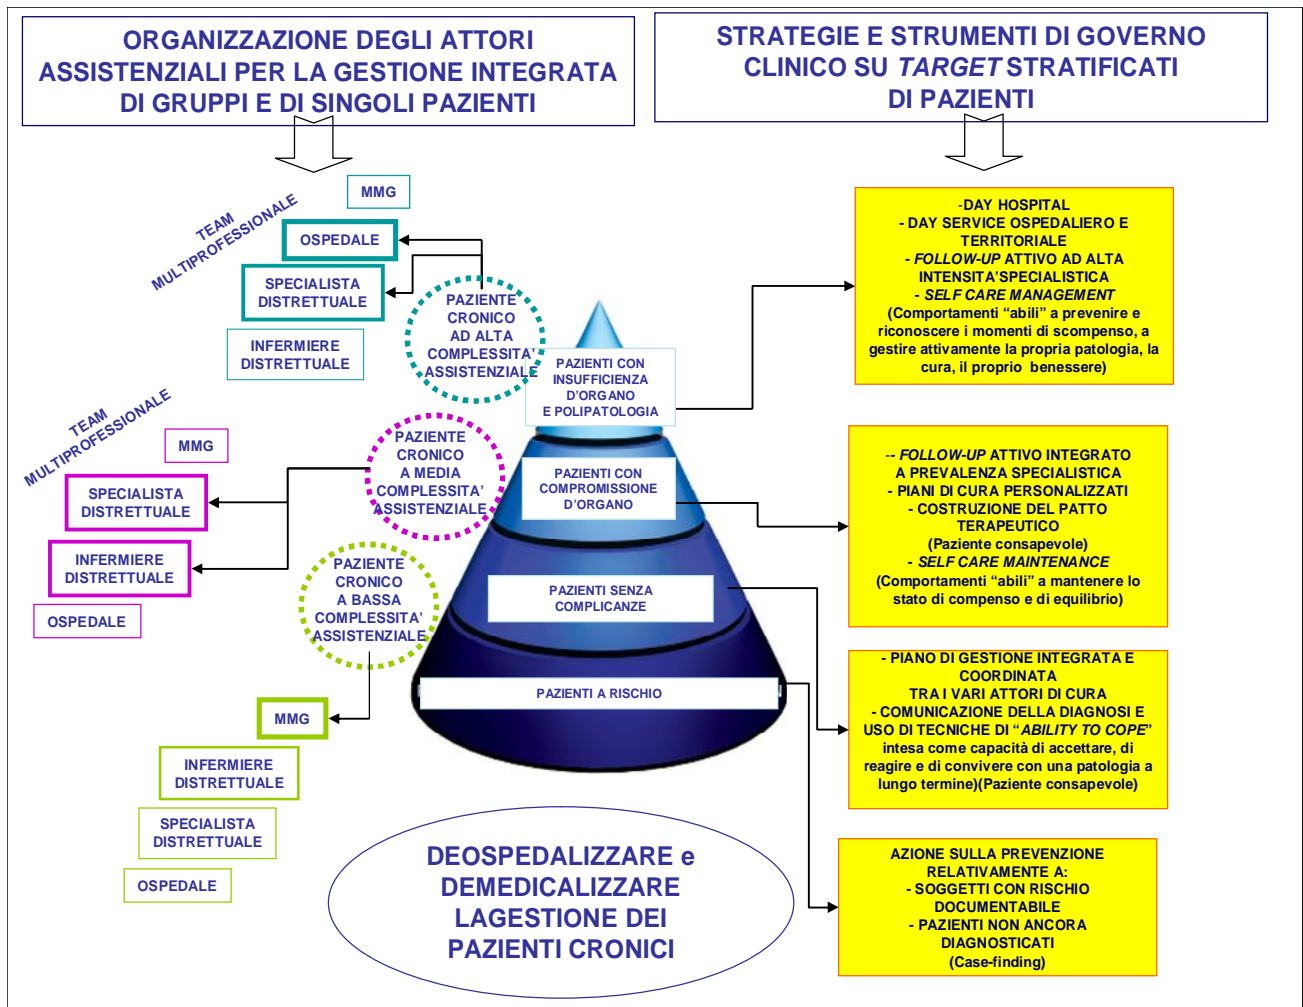 ORGANIZZAZIONE DEGLI ATTORI
ASSISTENZIALI PER LA GESTIONE INTEGRATA
DI GRUPPI E DI SINGOLI PAZIENTI
STRATEGIE E STRUMENTI DI GOVERNO
CLINICO SU TARGET STRATIFICATI
DI PAZIENTI
TEAM
MULTIPROFESSIONALE
MMG
OSPEDALE
SPECIALISTA
DISTRETTUALE
INFERMIERE
DISTRETTUALE
PAZIENTE
CRONICO
AD ALTA
COMPLESSITA’
ASSISTENZIALE
PAZIENTI CON
INSUFFICIENZA
D’ORGANO
E POLIPATOLOGIA
-DAY HOSPITAL
- DAY SERVICE OSPEDALIERO E
TERRITORIALE
- FOLLOW-UP ATTIVO AD ALTA
INTENSITA’SPECIALISTICA
- SELF CARE MANAGEMENT
(Comportamenti “abili” a prevenire e
riconoscere i momenti di scompenso, a
gestire attivamente la propria patologia, la
cura, il proprio benessere)
TEAM
MULTIPROFESSIONALE
MMG
SPECIALISTA
DISTRETTUALE
INFERMIERE
DISTRETTUALE
OSPEDALE
PAZIENTE
CRONICO
A MEDIA
COMPLESSITA’
ASSISTENZIALE
PAZIENTI CON
COMPROMISSIONE
D’ORGANO
-- FOLLOW-UP ATTIVO INTEGRATO
A PREVALENZA SPECIALISTICA
- PIANI DI CURA PERSONALIZZATI
- COSTRUZIONE DEL PATTO
TERAPEUTICO
(Paziente consapevole)
- SELF CARE MAINTENANCE
(Comportamenti “abili” a mantenere lo
stato di compenso e di equilibrio)
PAZIENTE
CRONICO
A BASSA
COMPLESSITA’
ASSISTENZIALE
PAZIENTI SENZA
COMPLICANZE
- PIANO DI GESTIONE INTEGRATA E
COORDINATA
TRA I VARI ATTORI DI CURA
- COMUNICAZIONE DELLA DIAGNOSI E
USO DI TECNICHE DI “ABILITY TO COPE”
intesa come capacità di accettare, di
reagire e di convivere con una patologia a
lungo termine)(Paziente consapevole)
PAZIENTI A RISCHIO
MMG
INFERMIERE
DISTRETTUALE
SPECIALISTA
DISTRETTUALE
OSPEDALE
DEOSPEDALIZZARE e
DEMEDICALIZZARE
LAGESTIONE DEI
PAZIENTI CRONICI
AZIONE SULLA PREVENZIONE
RELATIVAMENTE A:
- SOGGETTI CON RISCHIO
DOCUMENTABILE
- PAZIENTI NON ANCORA
DIAGNOSTICATI
(Case-finding)